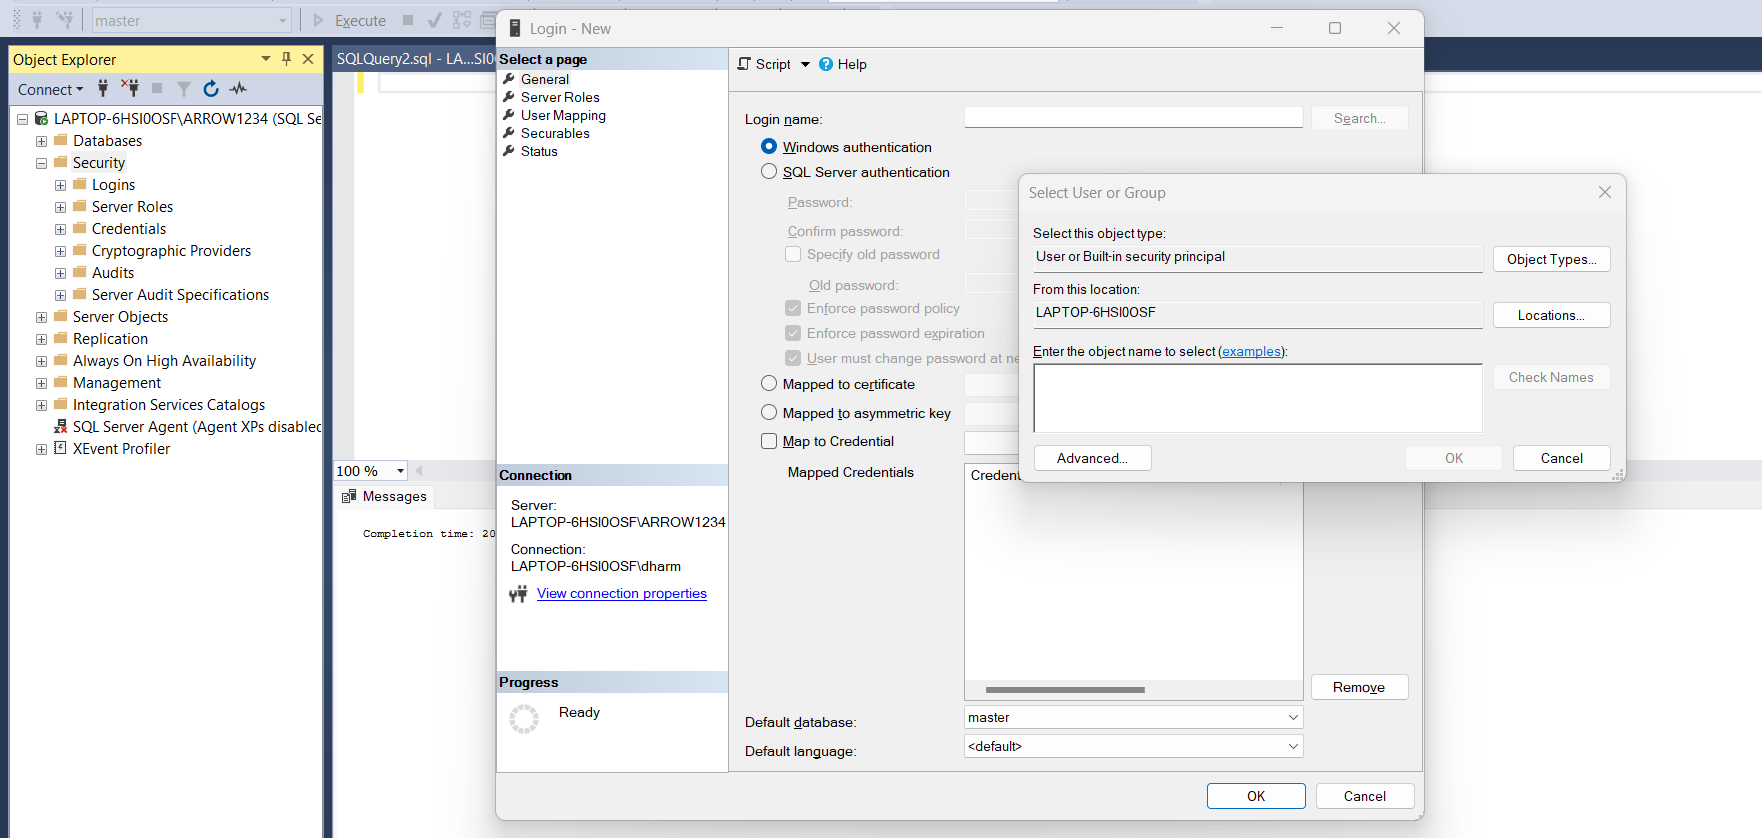 master
Execute
Object Explorer
Connect
LAPTOP-6HSI0OSF\ARROW1234 (SQL Se
Databases
Security
Logins
Server Roles
Credentials
Cryptographic Providers
Audits
Server Audit Specifications
Server Objects
Replication
Always On High Availability
Management
Integration Services Catalogs
SQL Server Agent (Agent XPs disabled
XEvent Profiler
SQLQuery2.sql - LA...SI0
100 %
Messages
Completion time: 20
Login - New
Select a page
General
Server Roles
User Mapping
Securables
Status
Connection
Server:
LAPTOP-6HSI0OSF\ARROW1234
Connection:
LAPTOP-6HSI0OSF\dharm
View connection properties
Progress
Ready
Script
Help
Login name:
Search...
Windows authentication
SQL Server authentication
Password:
Confirm password:
Specify old password
Old password:
Enforce password policy
Enforce password expiration
User must change password at ne
Mapped to certificate
Mapped to asymmetric key
Map to Credential
Mapped Credentials
Credent
Remove
Default database:
master
Default language:
<default>
OK
Cancel
Select User or Group
Select this object type:
User or Built-in security principal
Object Types...
From this location:
LAPTOP-6HSI0OSF
Locations...
Enter the object name to select (examples):
Check Names
Advanced...
OK
Cancel